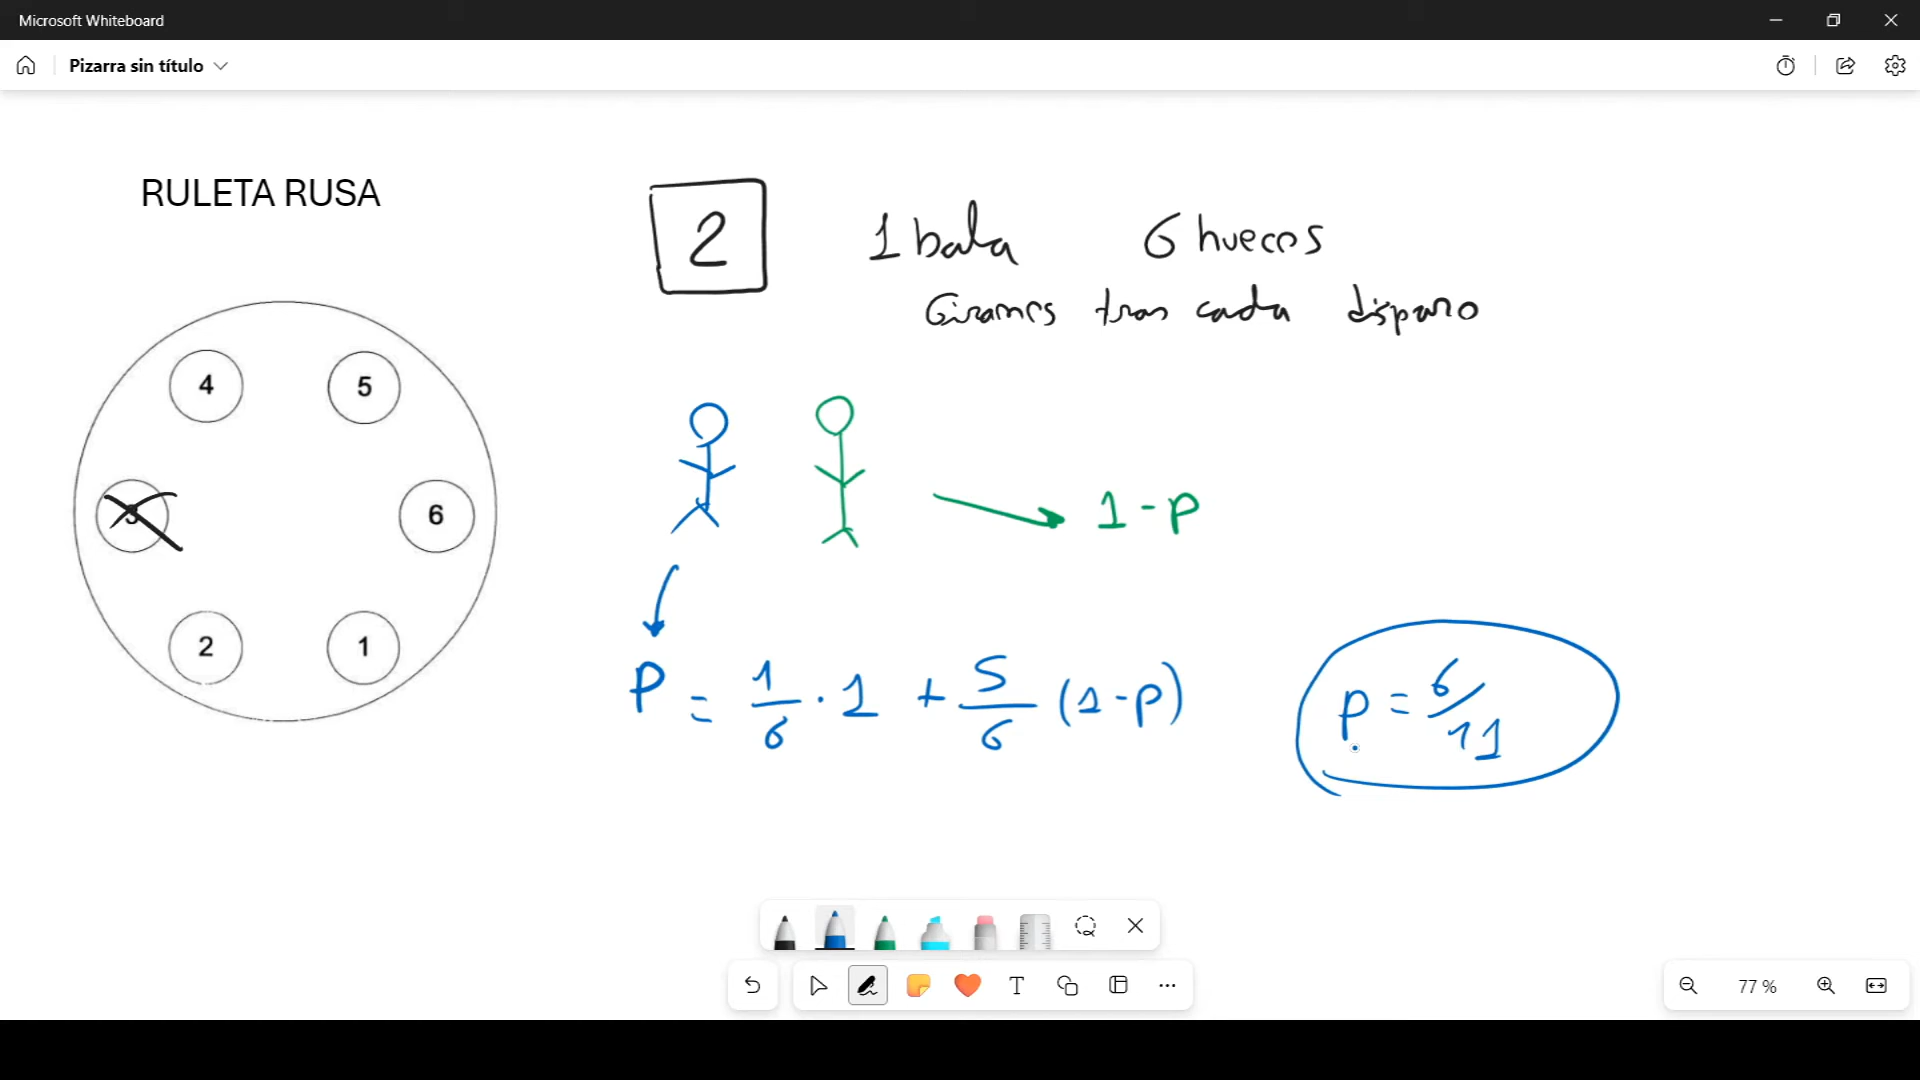 Microsoft Whiteboard
Pizarra sin título
RULETA RUSA
2
1 bala 6 huecos
Giramos tras cada disparo
4 5
3 6
2 1
1 - p
P = 1/6 · 1 + 5/6 (1 - p)
p = 6/11
77 %